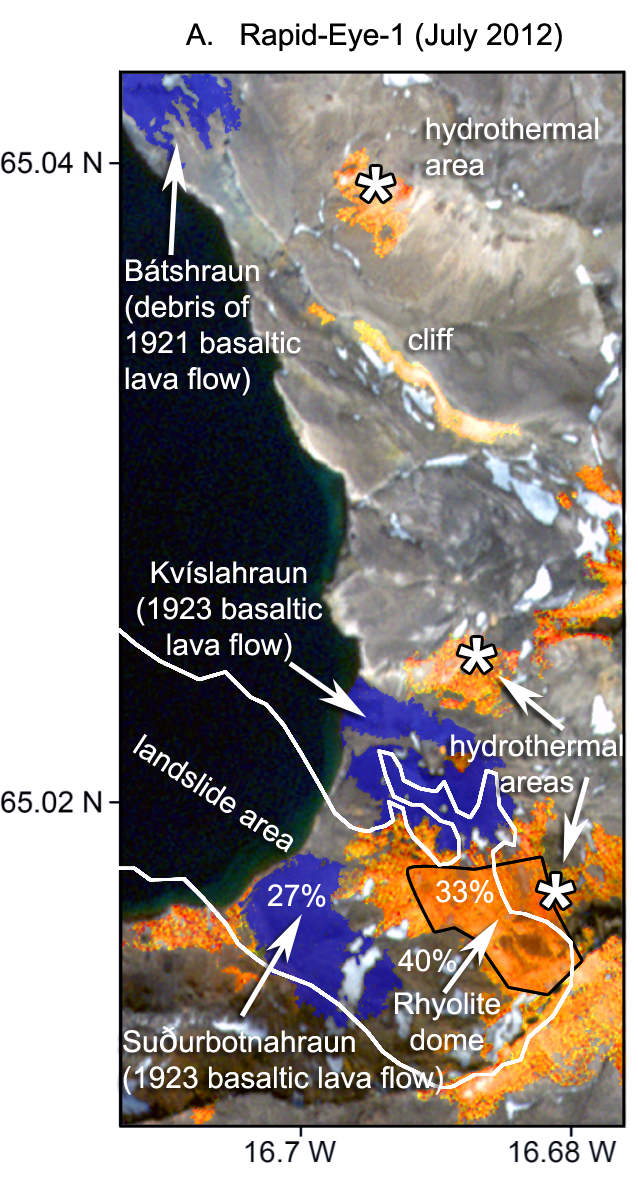 A. Rapid-Eye-1 (July 2012)
65.04 N
hydrothermal
area
*
Bátshraun
(debris of
1921 basaltic
lava flow)
cliff
Kvíslahraun
(1923 basaltic
lava flow)
*
hydrothermal
areas
landslide area
65.02 N
27%
33%
*
40%
Rhyolite
dome
Suðurbotnahraun
(1923 basaltic lava flow)
16.7 W
16.68 W